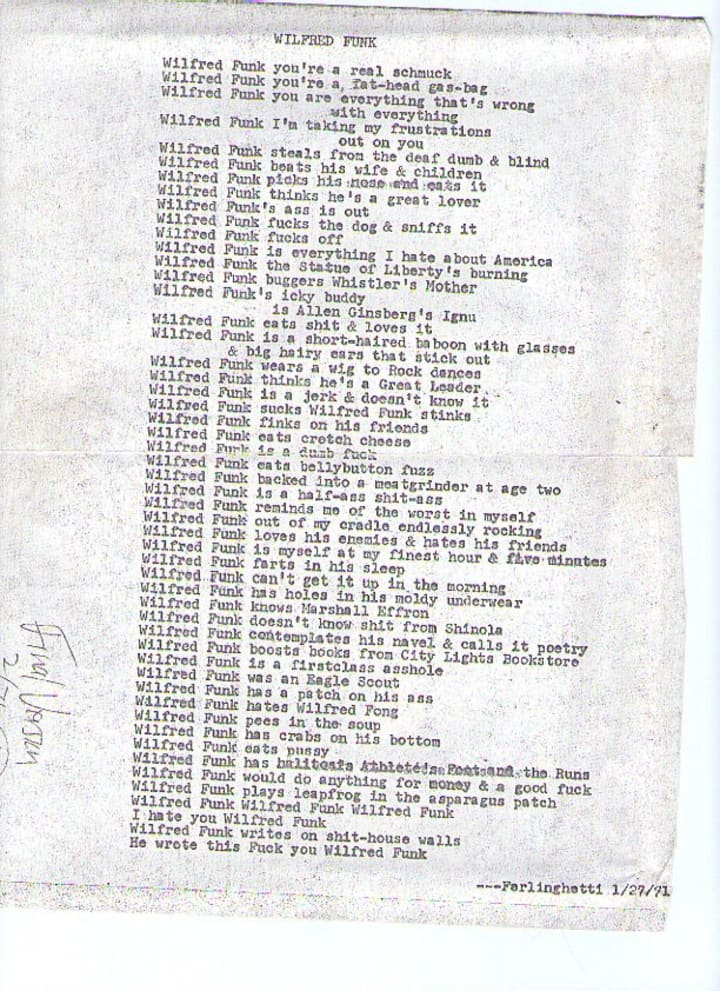 WILFRED FUNK
Wilfred Funk you're a real schmuck
Wilfred Funk you're a, fat-head gas-bag
Wilfred Funk you are everything that's wrong
with everything
Wilfred Funk I'm taking my frustrations
out on you
Wilfred Funk steals from the deaf dumb & blind
Wilfred Funk beats his wife & children
Wilfred Funk picks his nose and eats it
Wilfred Funk thinks he's a great lover
Wilfred Funk's ass is out
Wilfred Funk fucks the dog & sniffs it
Wilfred Funk fucks off
Wilfred Funk is everything I hate about America
Wilfred Funk the Statue of Liberty's burning
Wilfred Funk buggers Whistler's Mother
Wilfred Funk's icky buddy
is Allen Ginsberg's Ignu
Wilfred Funk eats shit & loves it
Wilfred Funk is a short-haired baboon with glasses
& big hairy ears that stick out
Wilfred Funk wears a wig to Rock dances
Wilfred Funk thinks he's a Great Leader
Wilfred Funk is a jerk & doesn't know it
Wilfred Funk sucks Wilfred Funk stinks
Wilfred Funk finks on his friends
Wilfred Funk eats crotch cheese
Wilfred Funk is a dumb fuck
Wilfred Funk eats bellybutton fuzz
Wilfred Funk backed into a meatgrinder at age two
Wilfred Funk is a half-ass shit-ass
Wilfred Funk reminds me of the worst in myself
Wilfred Funk out of my cradle endlessly rocking
Wilfred Funk loves his enemies & hates his friends
Wilfred Funk is myself at my finest hour & five minutes
Wilfred Funk farts in his sleep
Wilfred Funk can't get it up in the morning
Wilfred Funk has holes in his moldy underwear
Wilfred Funk knows Marshall Effron
Wilfred Funk doesn't know shit from Shinola
Wilfred Funk contemplates his navel & calls it poetry
Wilfred Funk boosts books from City Lights Bookstore
Wilfred Funk is a firstclass asshole
Wilfred Funk was an Eagle Scout
Wilfred Funk has a patch on his ass
Wilfred Funk hates Wilfred Fong
Wilfred Funk pees in the soup
Wilfred Funk has crabs on his bottom
Wilfred Funk eats pussy
Wilfred Funk has halitosis Athlete's Foot and the Runs
Wilfred Funk would do anything for money & a good fuck
Wilfred Funk plays leapfrog in the asparagus patch
Wilfred Funk Wilfred Funk Wilfred Funk
I hate you Wilfred Funk
Wilfred Funk writes on shit-house walls
He wrote this Fuck you Wilfred Funk
---Ferlinghetti 1/27/71